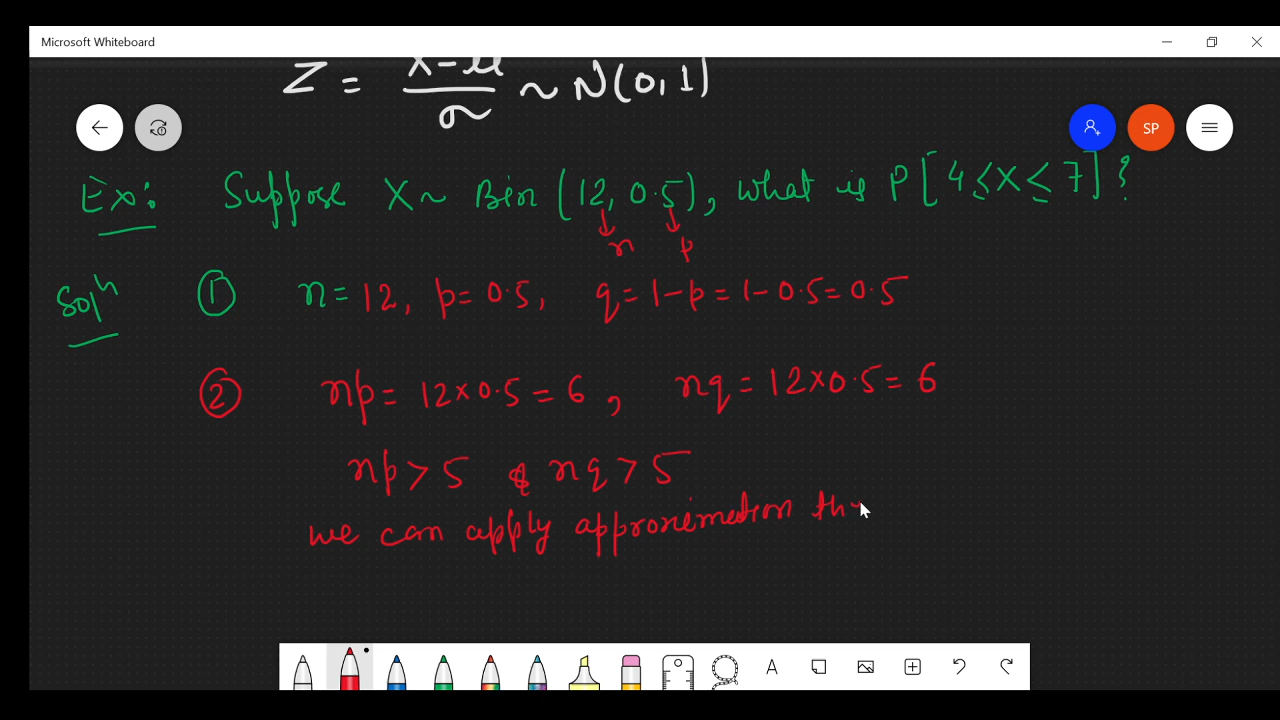 Microsoft Whiteboard
Z = X-μ/σ ~ N(0,1)
SP
Ex: Suppose X~ Bin (12, 0.5), what is P[4≤X≤7]?
n p
Solⁿ ① n= 12, p= 0.5, q= 1-p= 1-0.5= 0.5
② np= 12×0.5= 6, nq= 12×0.5= 6
np>5 & nq>5
we can apply approximation th
A